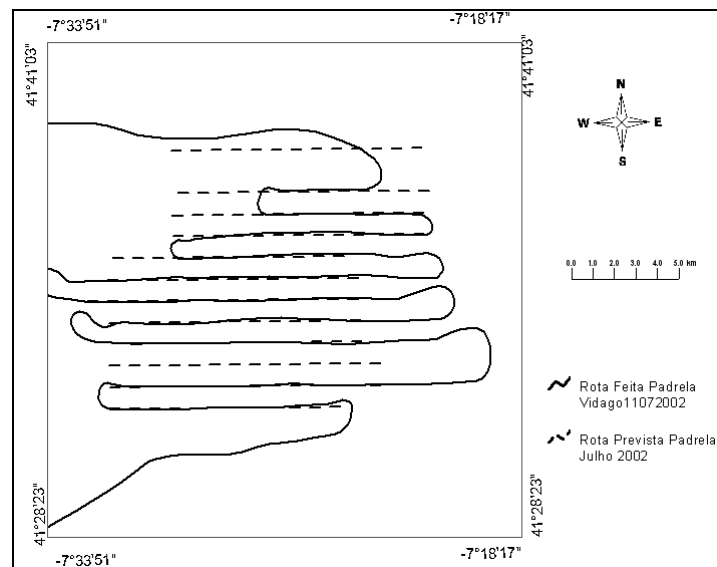 -7°33'51"
-7°18'17"
41°41'03"
41°41'03"
N
W
E
S
0.0 1.0 2.0 3.0 4.0 5.0 km
Rota Feita Padrela
Vidago11072002
Rota Prevista Padrela
Julho 2002
41°28'23"
41°28'23"
-7°33'51"
-7°18'17"